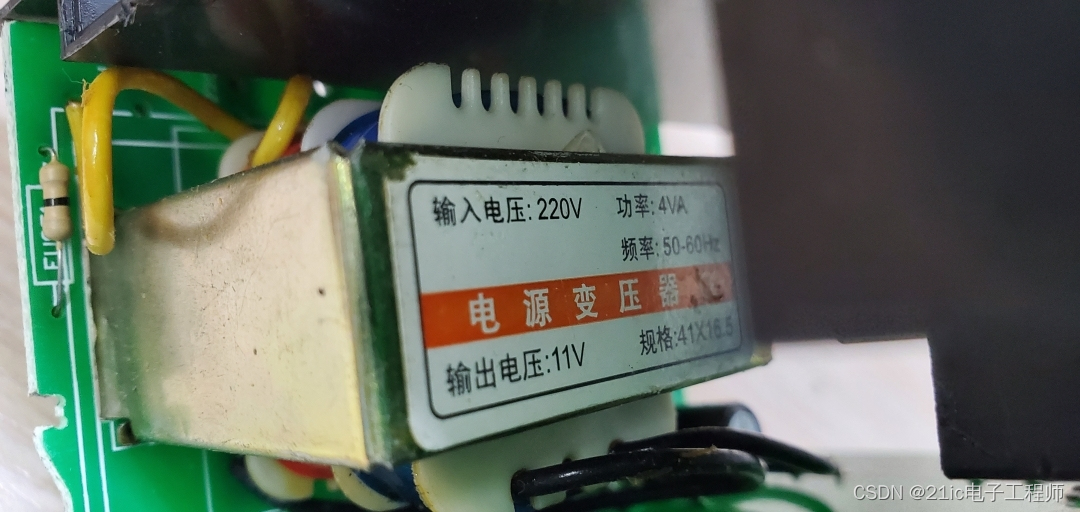 输入电压:220V 功率:4VA
频率:50-60Hz
电源变压器
规格:41X16.5
输出电压:11V
CSDN @21ic电子工程师